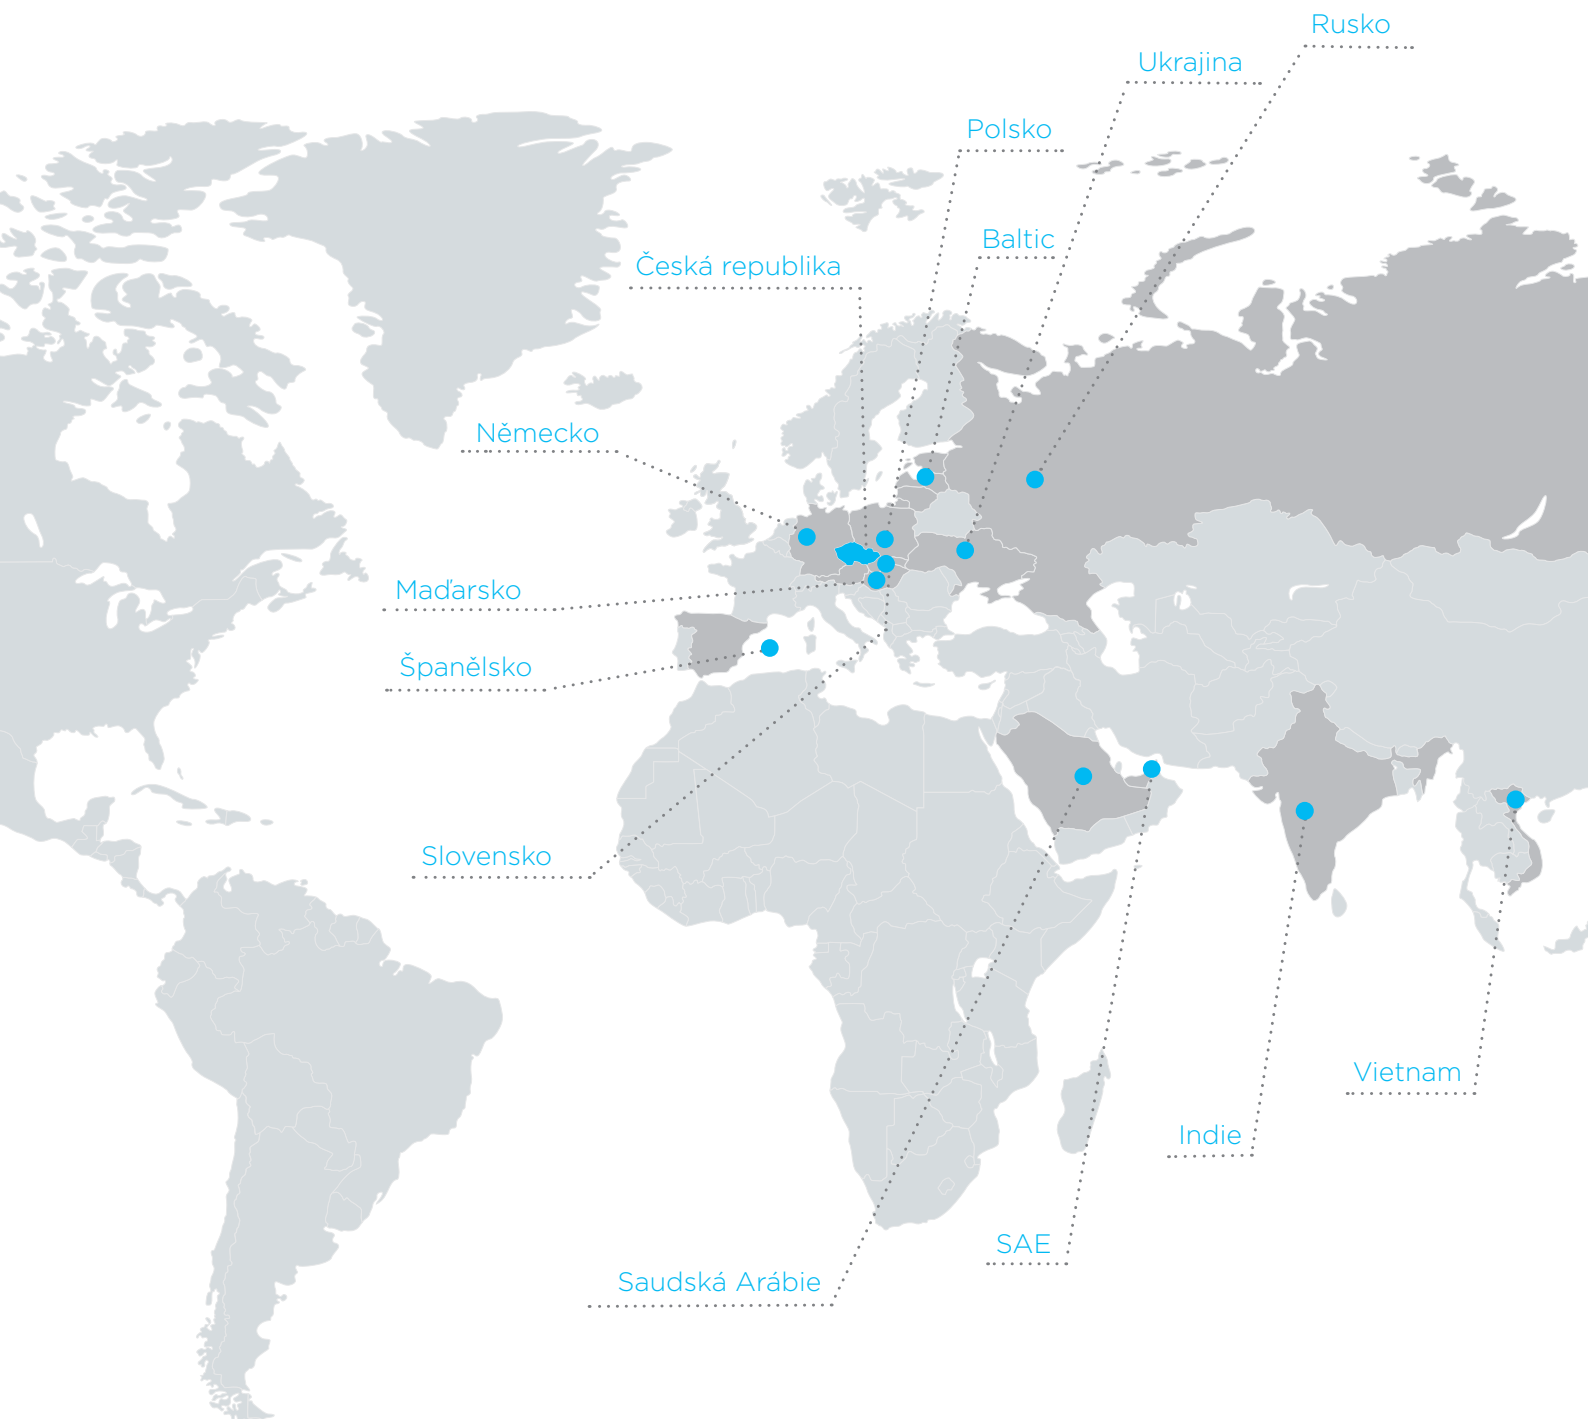 Rusko
Ukrajina
Polsko
Baltic
Česká republika
Německo
Maďarsko
Španělsko
Slovensko
Vietnam
Indie
SAE
Saudská Arábie